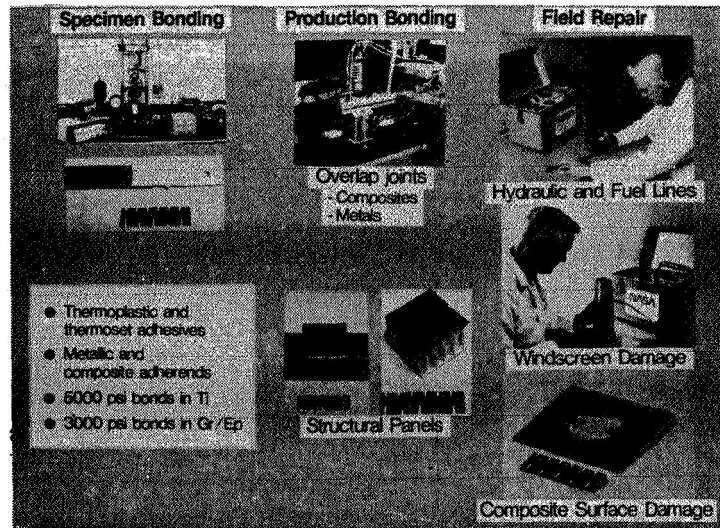 Specimen Bonding
Production Bonding
Field Repair
Overlap joints
- Composites
- Metals
Hydraulic and Fuel Lines
NASA
Windscreen Damage
● Thermoplastic and
thermoset adhesives
● Metallic and
composite adherends
● 5000 psi bonds in Ti
● 3000 psi bonds in Gr/Ep
Structural Panels
Composite Surface Damage